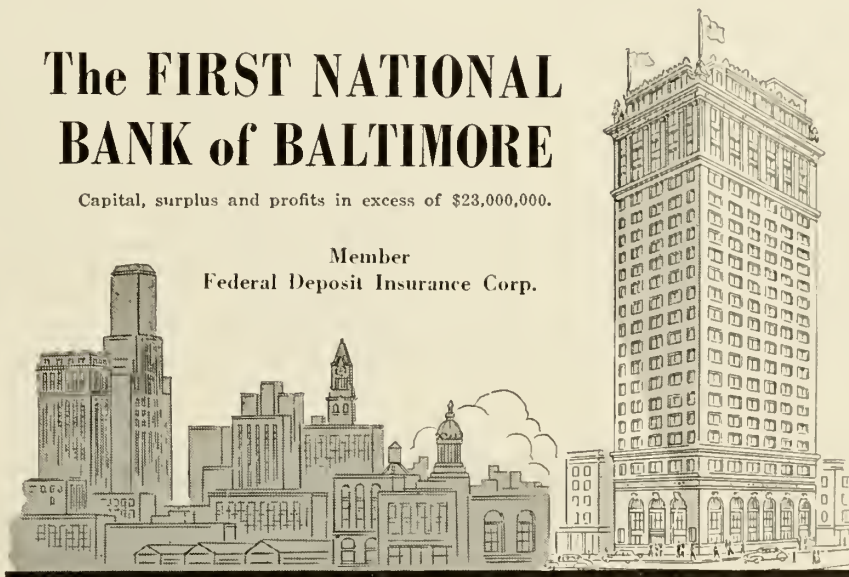 The FIRST NATIONAL
BANK of BALTIMORE
Capital, surplus and profits in excess of $23,000,000.
Member
Federal Deposit Insurance Corp.